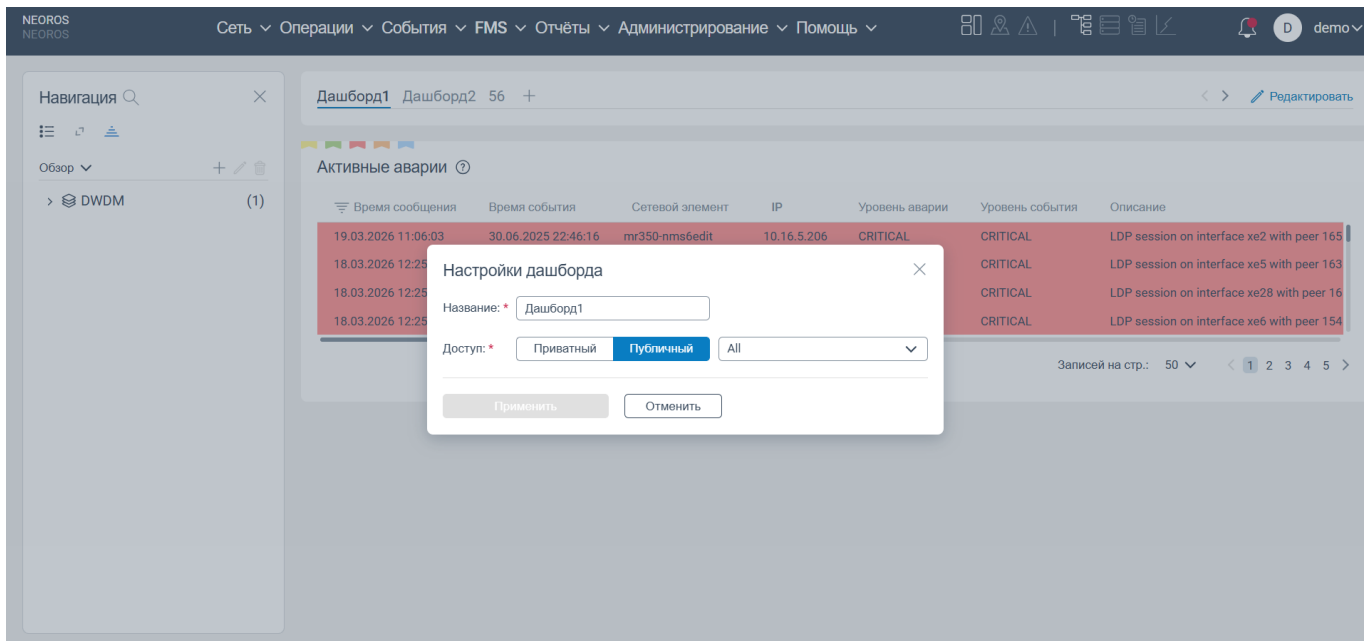 NEOROS
NEOROS
Сеть Операции События FMS Отчёты Администрирование Помощь
D demo
Навигация
Обзор
DWDM (1)
Дашборд1 Дашборд2 56 +
Редактировать
Активные аварии
Время сообщения Время события Сетевой элемент IP Уровень аварии Уровень события Описание
19.03.2026 11:06:03 30.06.2025 22:46:16 mr350-nms6edit 10.16.5.206 CRITICAL CRITICAL LDP session on interface xe2 with peer 165
18.03.2026 12:25 CRITICAL LDP session on interface xe5 with peer 163
18.03.2026 12:25 CRITICAL LDP session on interface xe28 with peer 16
18.03.2026 12:25 CRITICAL LDP session on interface xe6 with peer 154
Записей на стр.: 50 < 1 2 3 4 5 >
Настройки дашборда
Название: * Дашборд1
Доступ: * Приватный Публичный All
Применить Отменить